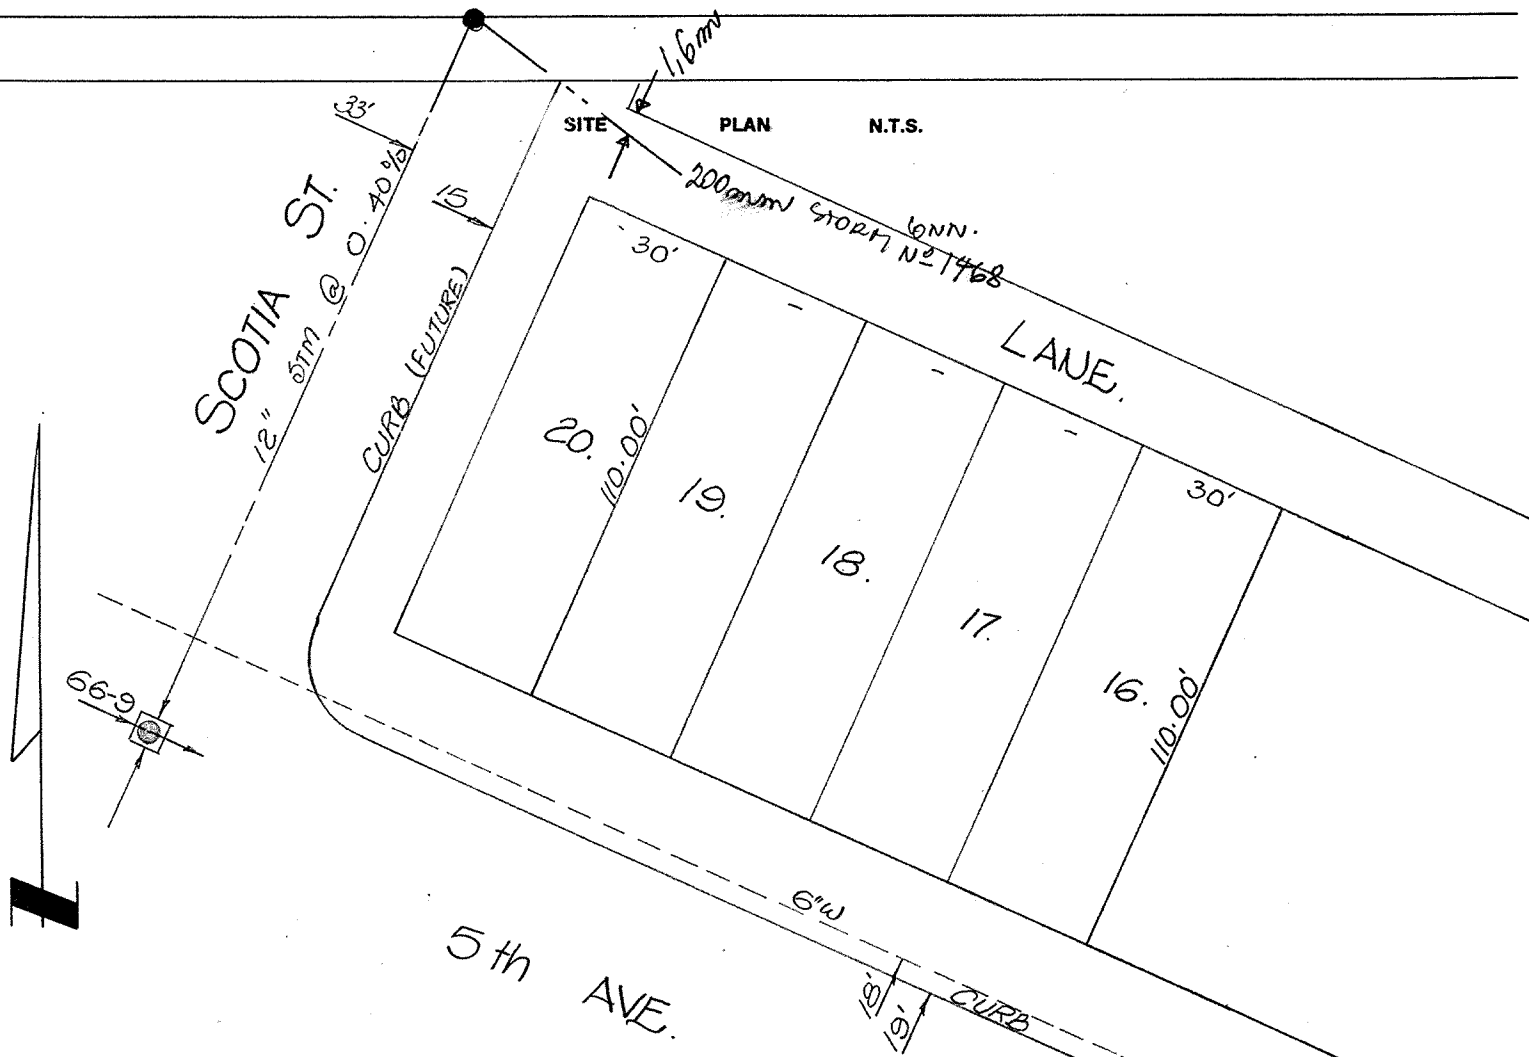 1,6m
33'
SITE PLAN N.T.S.
15
200mm STORM CONN.
Nº 1468
30'
SCOTIA ST.
12" STM @ 0.40%
CURB (FUTURE)
LANE.
20.
110.00'
19.
18.
17.
16.
30'
110.00'
66-9
6"W
5th AVE.
18'
19'
CURB